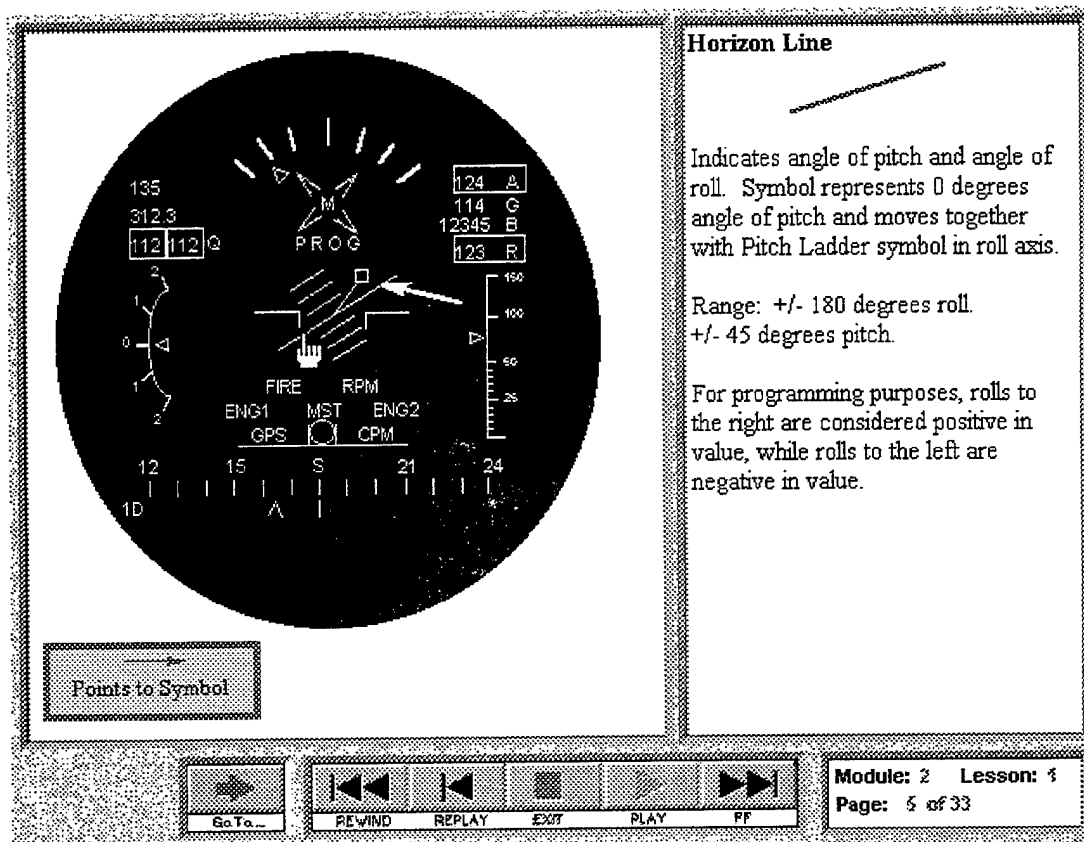 Horizon Line
Indicates angle of pitch and angle of
roll. Symbol represents 0 degrees
angle of pitch and moves together
with Pitch Ladder symbol in roll axis.
Range: +/- 180 degrees roll.
+/- 45 degrees pitch.
For programming purposes, rolls to
the right are considered positive in
value, while rolls to the left are
negative in value.
135
312.3
112 112 Q
M
PROG
124 A
114 G
12345 B
123 R
2
1
0
1
2
150
100
50
25
FIRE RPM
ENG1 MST ENG2
GPS CPM
12 15 S 21 24
1D
Points to Symbol
GoTo...
REWIND REPLAY EXIT PLAY FF
Module: 2 Lesson: 1
Page: of 33